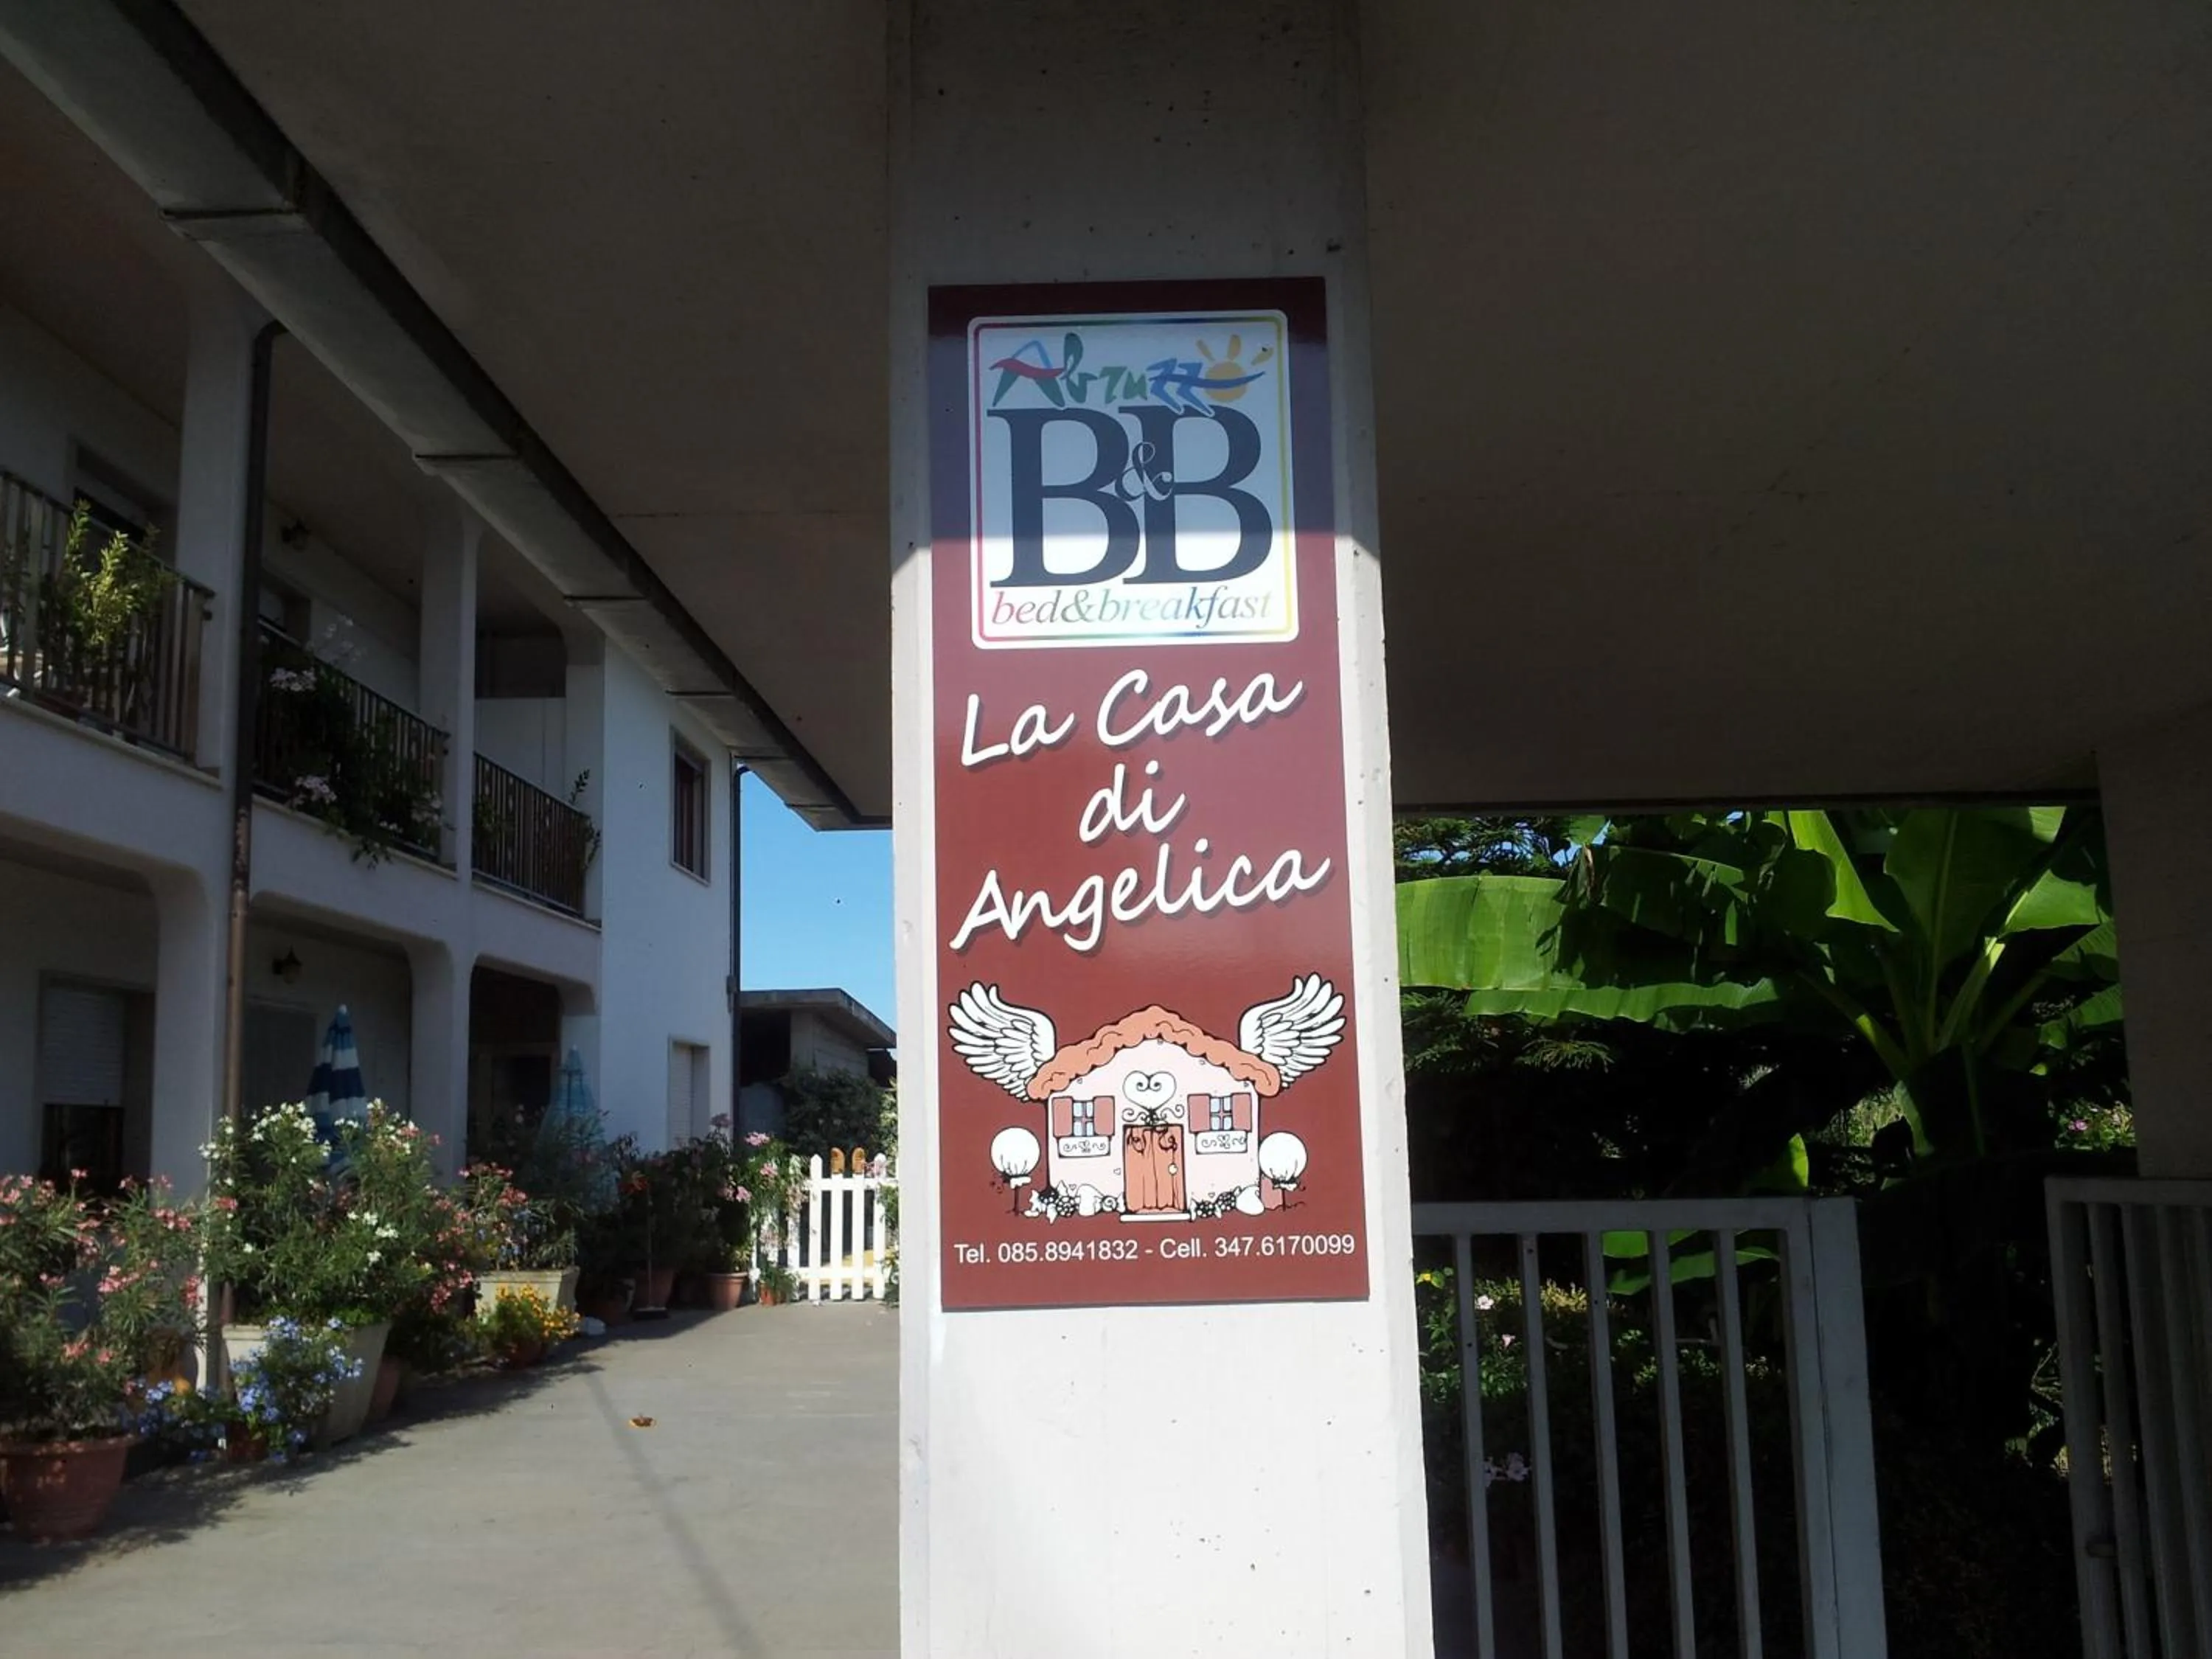 Abruzzo
B&B
bed&breakfast
La Casa
di
Angelica
Tel. 085.8941832 - Cell. 347.6170099